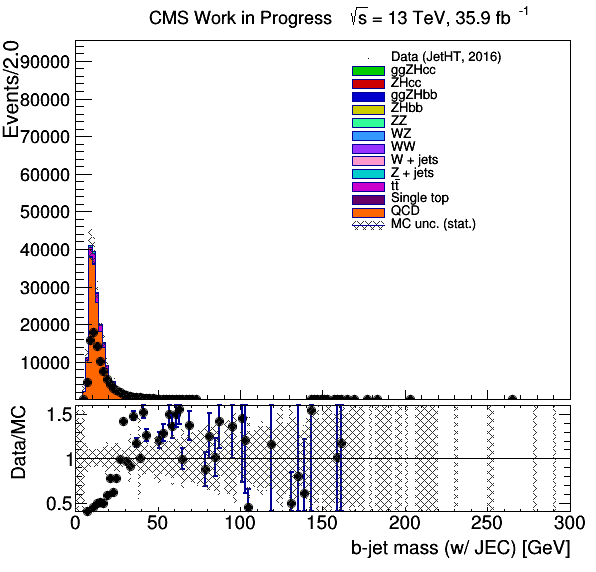 CMS Work in Progress √s = 13 TeV, 35.9 fb -1
Events/2.0
90000
80000
70000
60000
50000
40000
30000
20000
10000
Data (JetHT, 2016)
ggZHcc
ZHcc
ggZHbb
ZHbb
ZZ
WZ
WW
W + jets
Z + jets
tt̄
Single top
QCD
MC unc. (stat.)
Data/MC
1.5
1
0.5
0 50 100 150 200 250 300
b-jet mass (w/ JEC) [GeV]